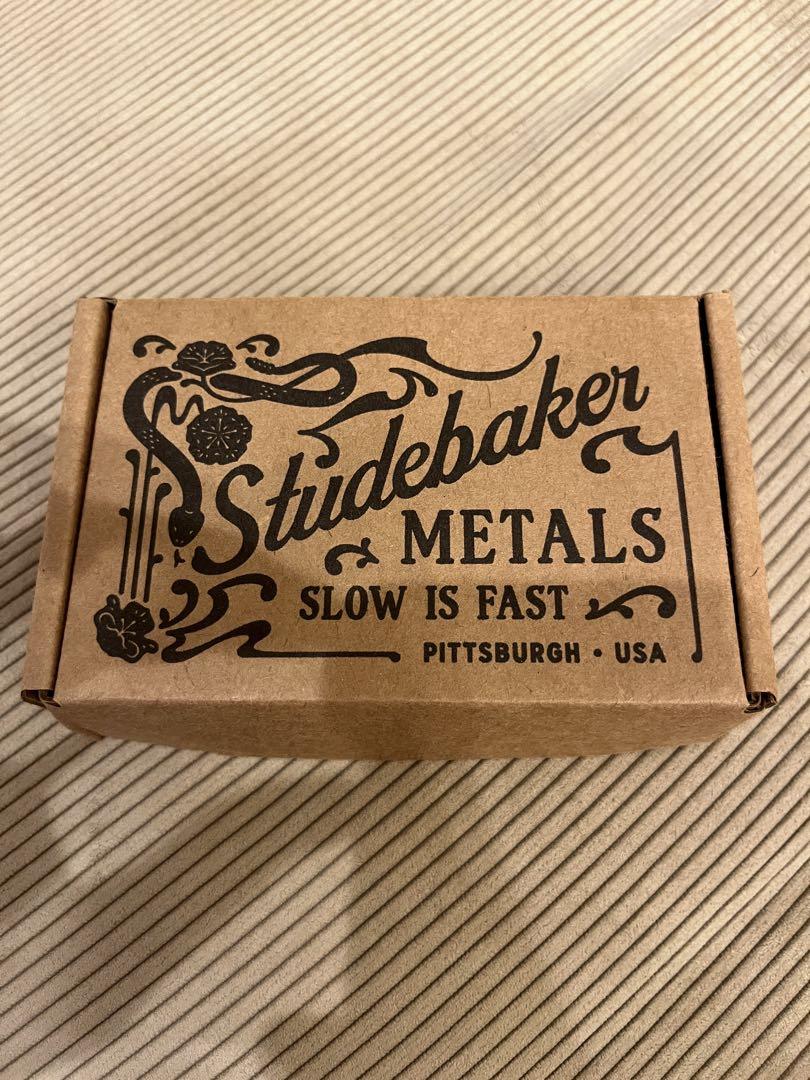 Studebaker
METALS
SLOW IS FAST
PITTSBURGH • USA